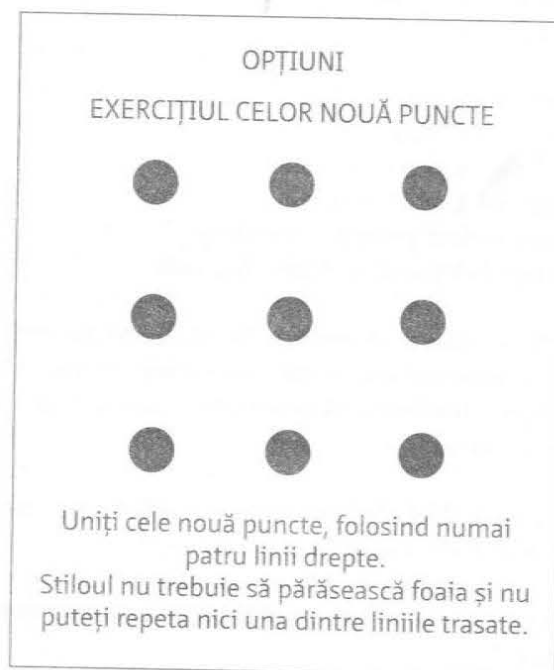 OPȚIUNI
EXERCIȚIUL CELOR NOUĂ PUNCTE
Uniți cele nouă puncte, folosind numai
patru linii drepte.
Stiloul nu trebuie să părăsească foaia și nu
puteți repeta nici una dintre liniile trasate.